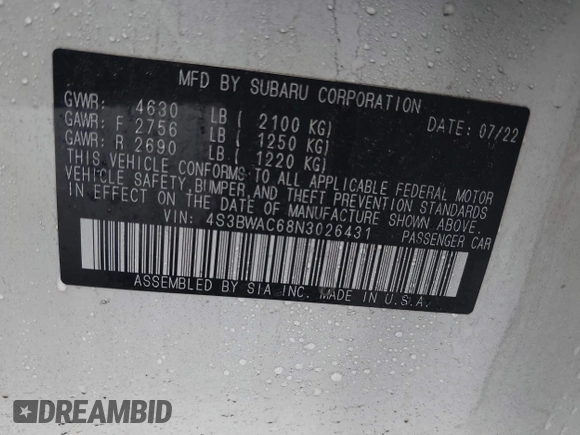 MFD BY SUBARU CORPORATION
GVWR: 4630 LB ( 2100 KG) DATE: 07/22
GAWR: F 2756 LB ( 1250 KG)
GAWR: R 2690 LB ( 1220 KG)
THIS VEHICLE CONFORMS TO ALL APPLICABLE FEDERAL MOTOR
VEHICLE SAFETY, BUMPER, AND THEFT PREVENTION STANDARDS
IN EFFECT ON THE DATE OF MANUFACTURE SHOWN ABOVE.
VIN: 4S3BWAC68N3026431 PASSENGER CAR
ASSEMBLED BY SIA INC. MADE IN U.S.A.
DREAMBID